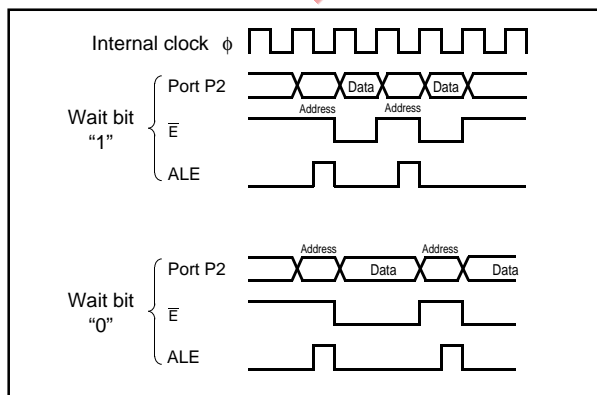 Internal clock ϕ
Port P2
Data
Data
Address
Address
Wait bit
“1”
E
ALE
Address
Address
Port P2
Data
Data
Wait bit
“0”
E
ALE